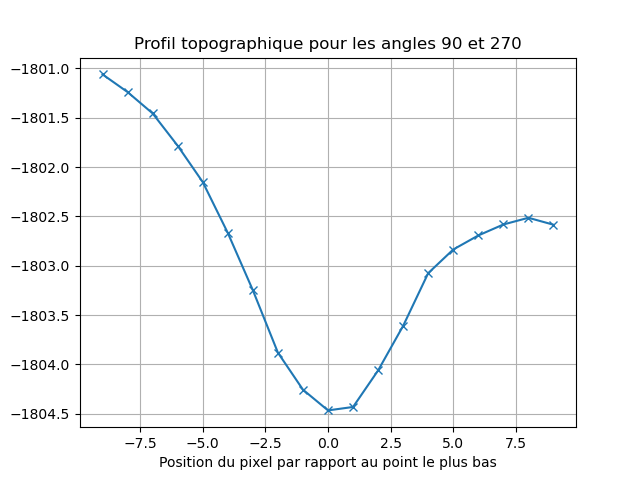 Profil topographique pour les angles 90 et 270
−1801.0
−1801.5
−1802.0
−1802.5
−1803.0
−1803.5
−1804.0
−1804.5
−7.5 −5.0 −2.5 0.0 2.5 5.0 7.5
Position du pixel par rapport au point le plus bas